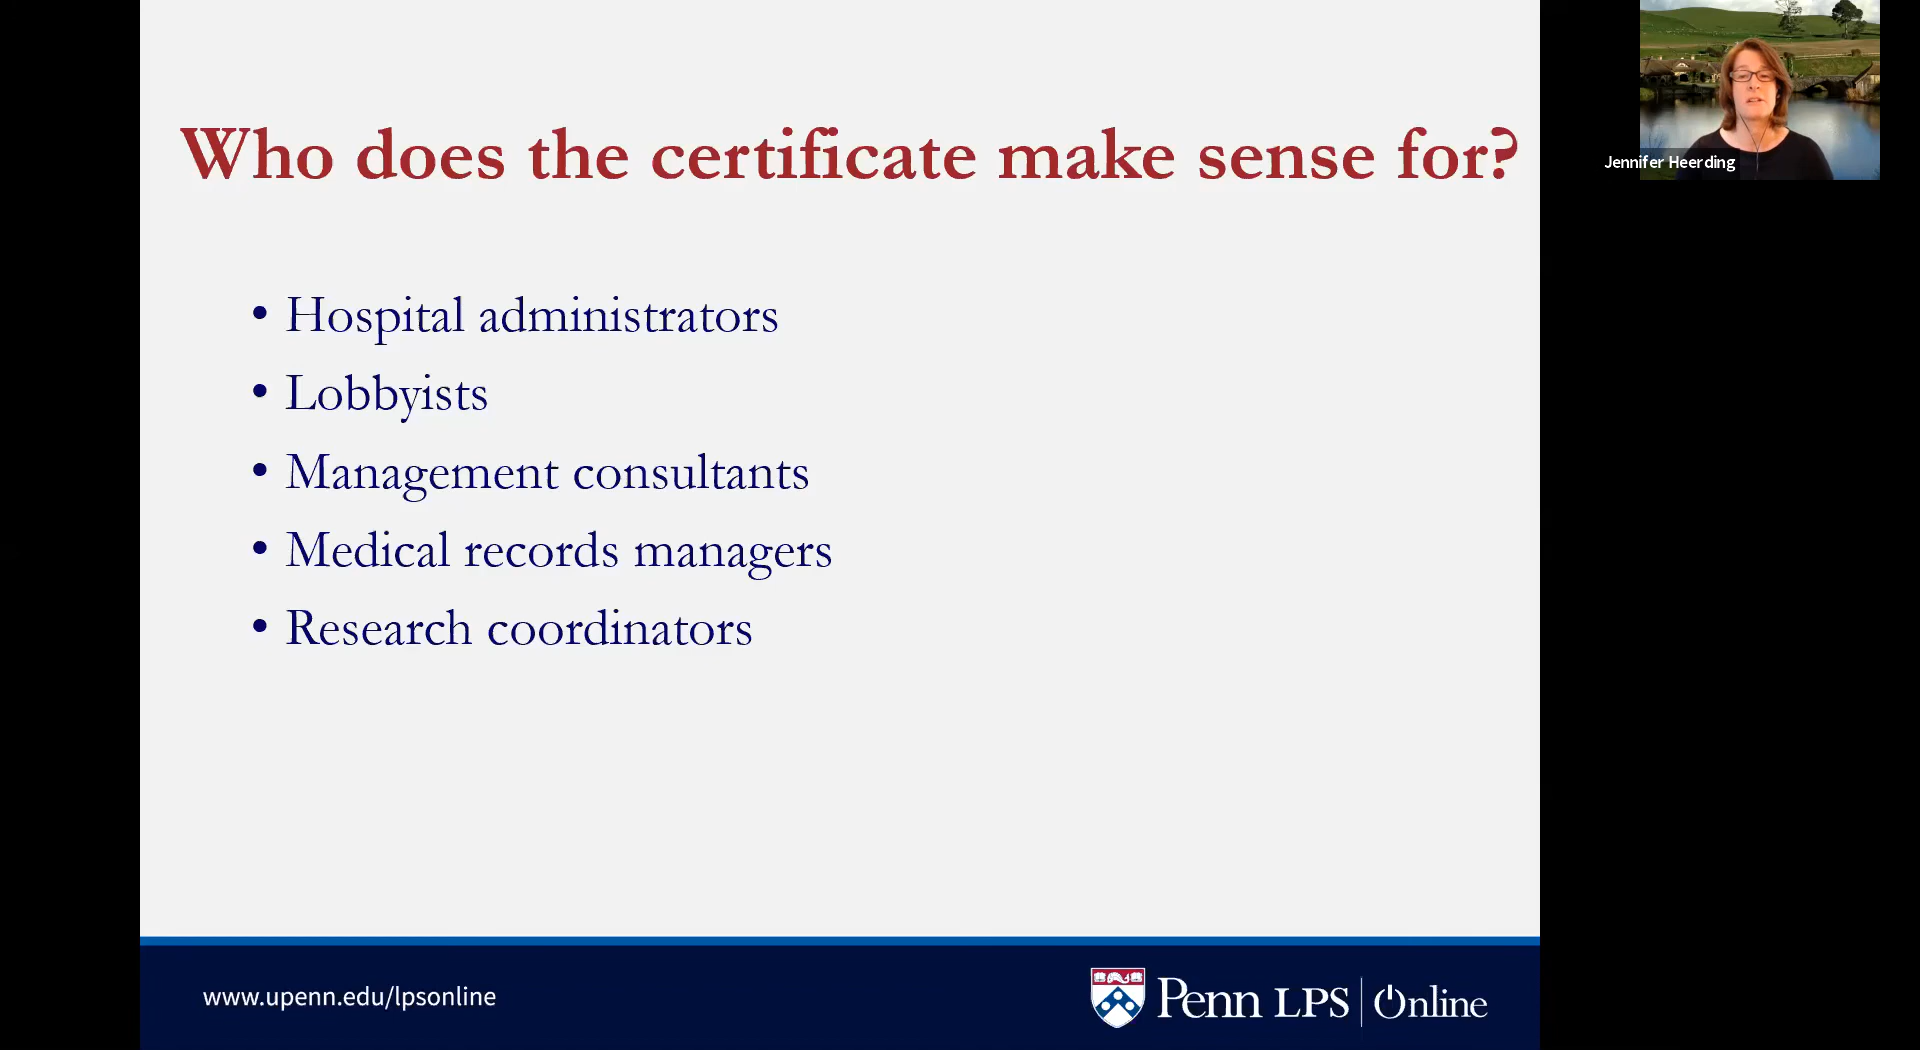 Who does the certificate make sense for?
• Hospital administrators
• Lobbyists
• Management consultants
• Medical records managers
• Research coordinators
www.upenn.edu/lpsonline
Penn LPS | Online
Jennifer Heerding